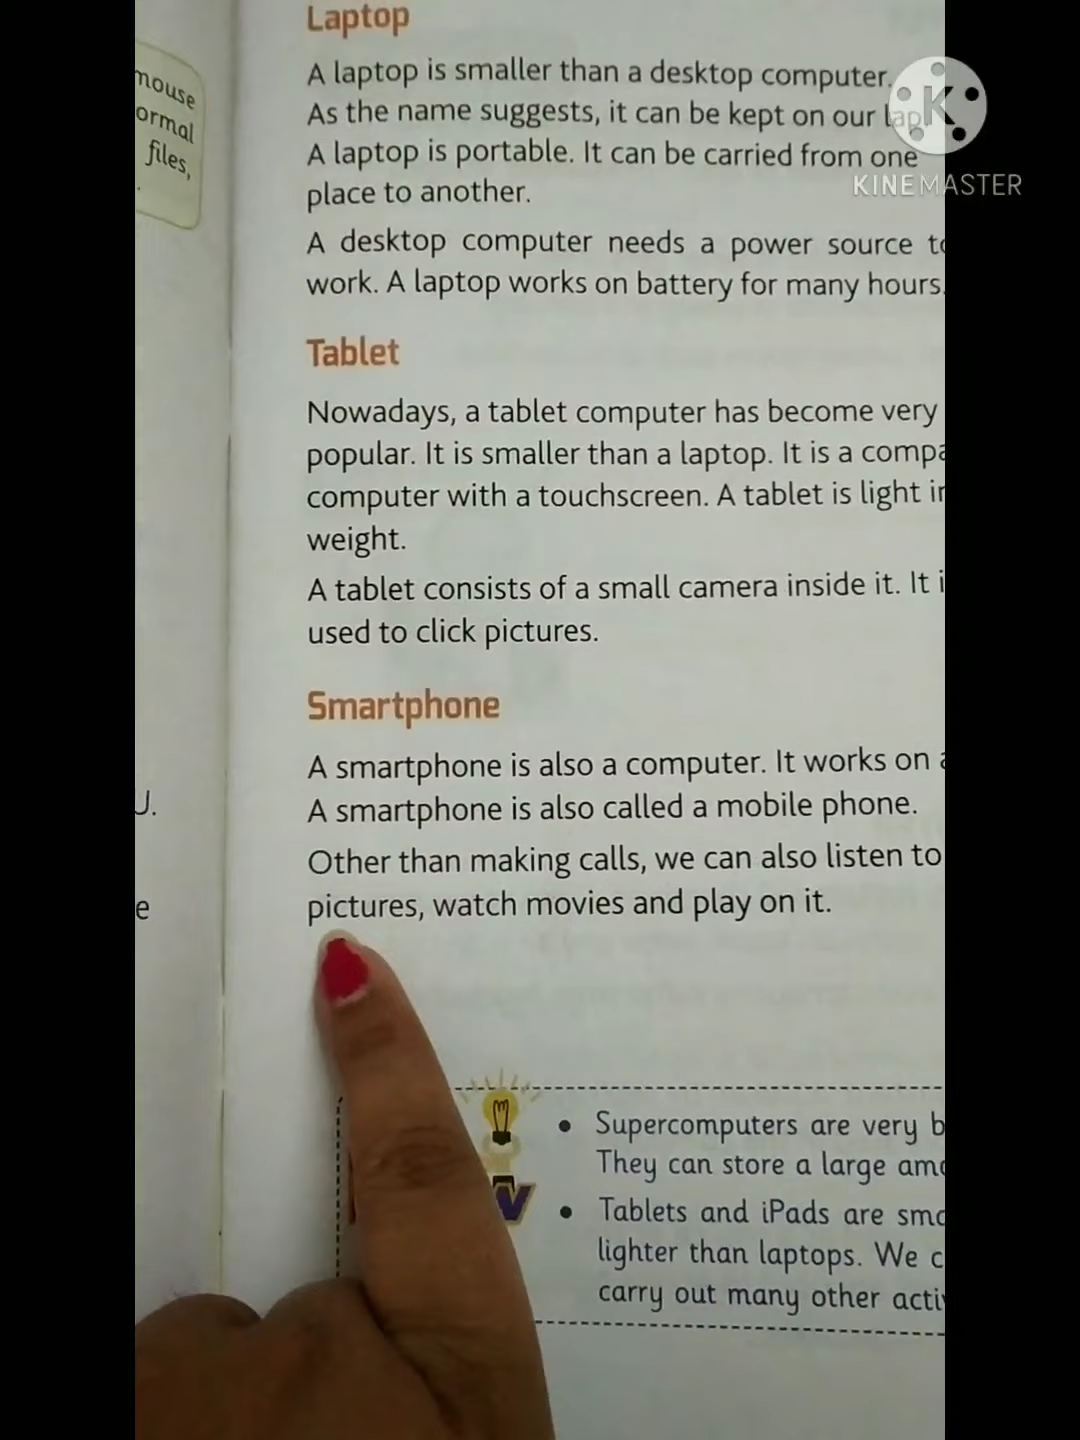 mouse
ormal
files,
J.
e
Laptop
A laptop is smaller than a desktop computer.
As the name suggests, it can be kept on our lap.
A laptop is portable. It can be carried from one
place to another.
A desktop computer needs a power source to
work. A laptop works on battery for many hours.
Tablet
Nowadays, a tablet computer has become very
popular. It is smaller than a laptop. It is a compa
computer with a touchscreen. A tablet is light in
weight.
A tablet consists of a small camera inside it. It i
used to click pictures.
Smartphone
A smartphone is also a computer. It works on a
A smartphone is also called a mobile phone.
Other than making calls, we can also listen to
pictures, watch movies and play on it.
Supercomputers are very b
They can store a large amo
Tablets and iPads are sma
lighter than laptops. We c
carry out many other activ
KINEMASTER